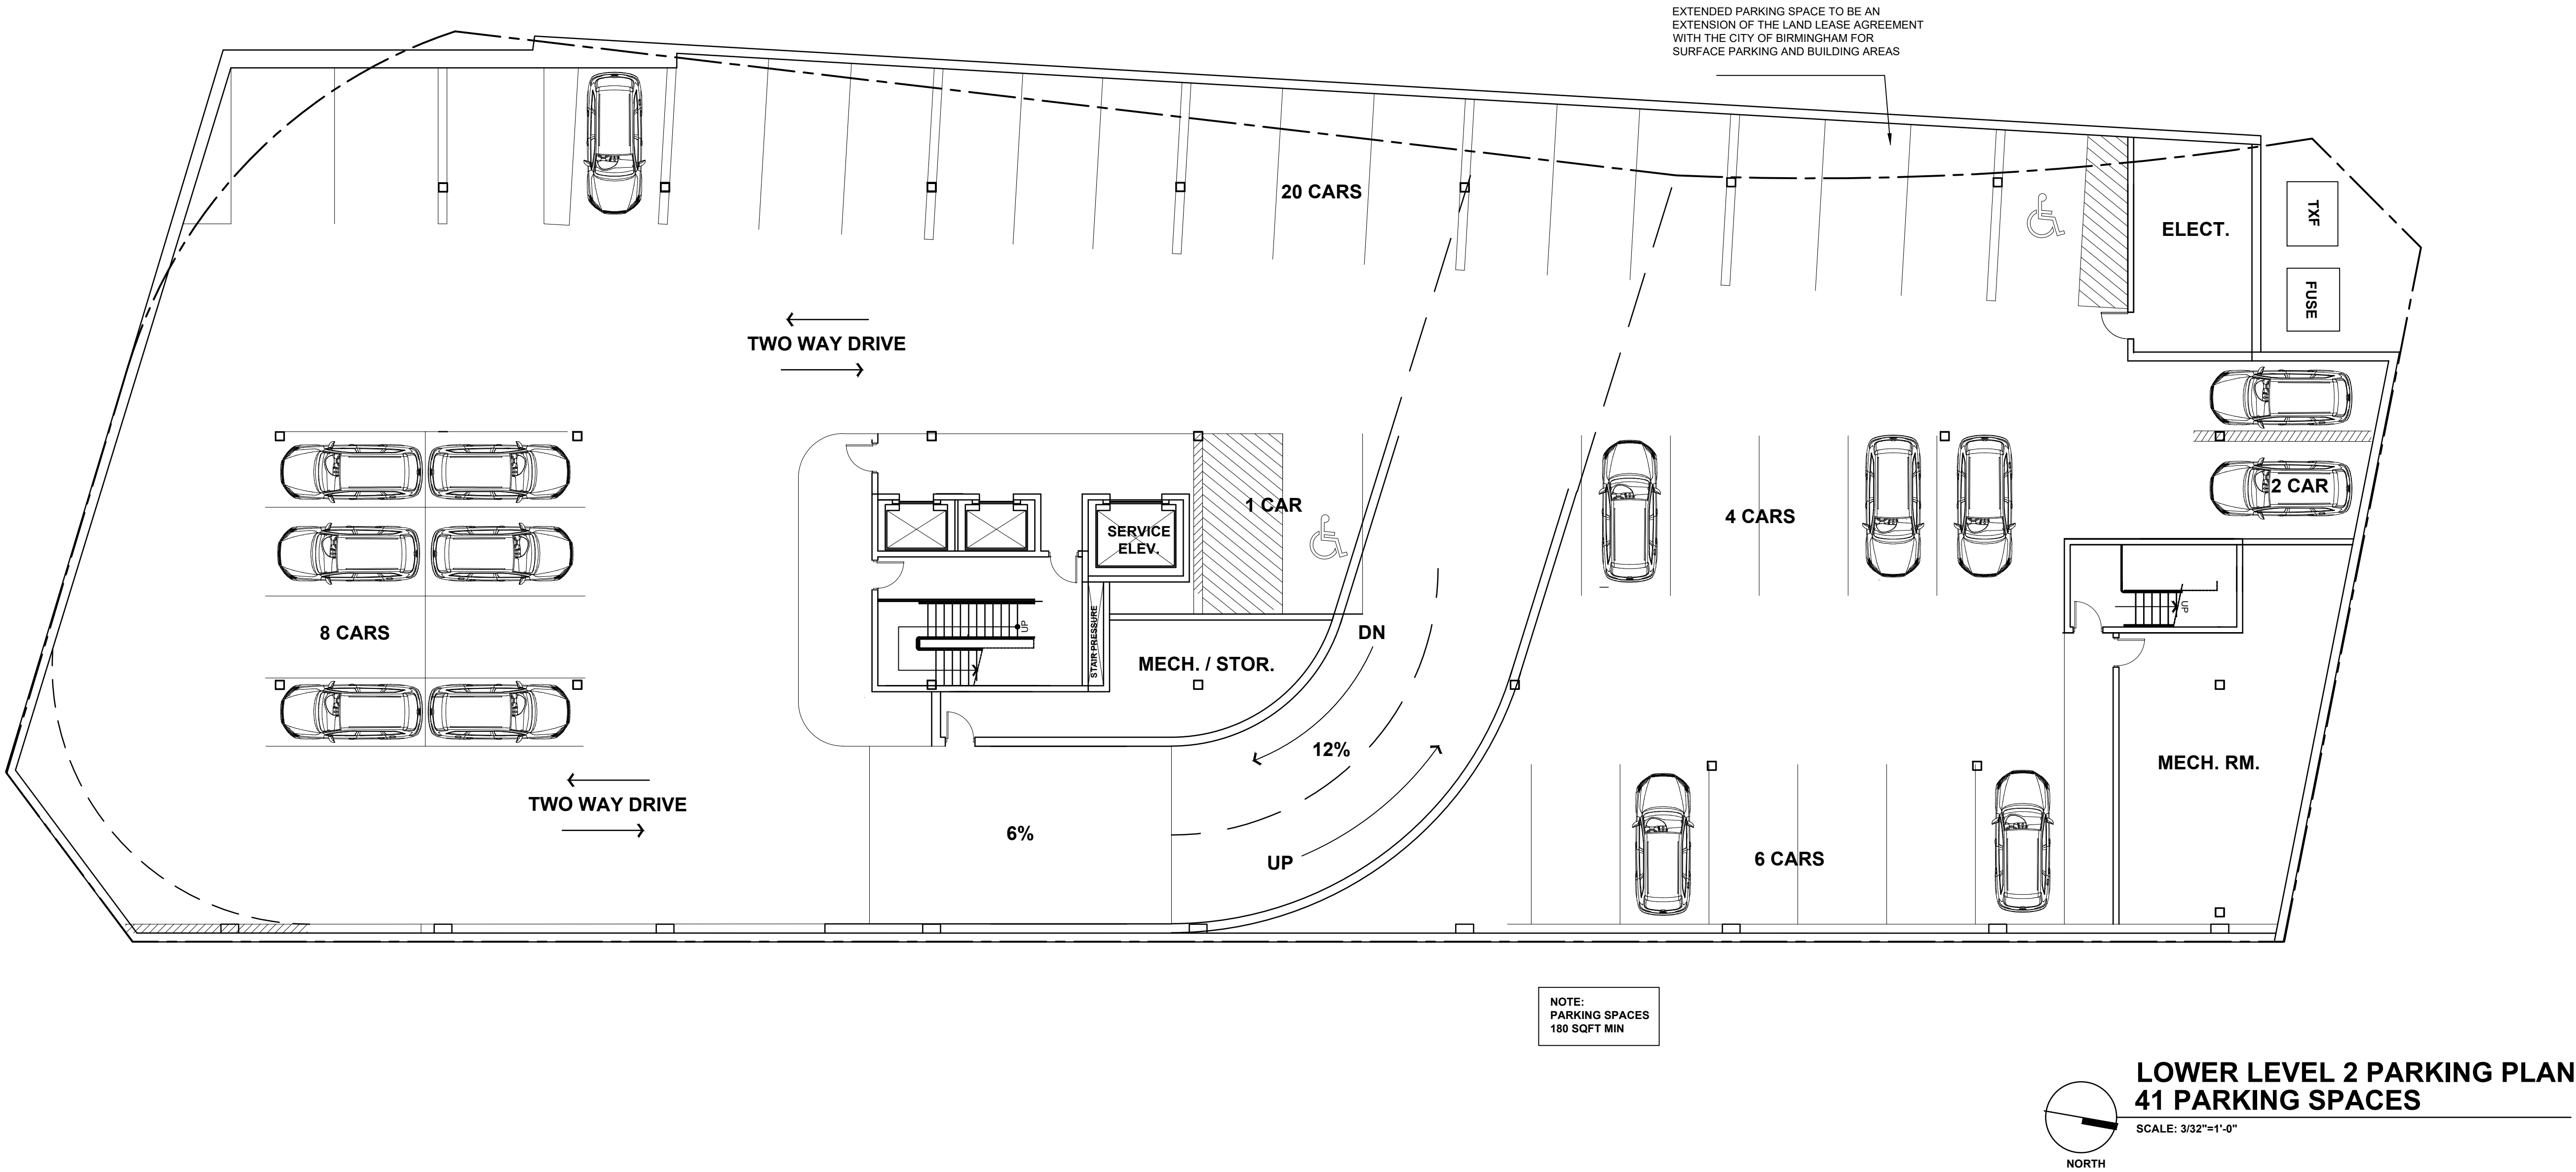 EXTENDED PARKING SPACE TO BE AN
EXTENSION OF THE LAND LEASE AGREEMENT
WITH THE CITY OF BIRMINGHAM FOR
SURFACE PARKING AND BUILDING AREAS
20 CARS
ELECT.
TXF
FUSE
TWO WAY DRIVE
2 CAR
1 CAR
4 CARS
SERVICE
ELEV.
8 CARS
UP
STAIR PRESSURE
MECH. / STOR.
DN
UP
12%
MECH. RM.
TWO WAY DRIVE
6%
UP
6 CARS
NOTE:
PARKING SPACES
180 SQFT MIN
LOWER LEVEL 2 PARKING PLAN
41 PARKING SPACES
SCALE: 3/32"=1'-0"
NORTH